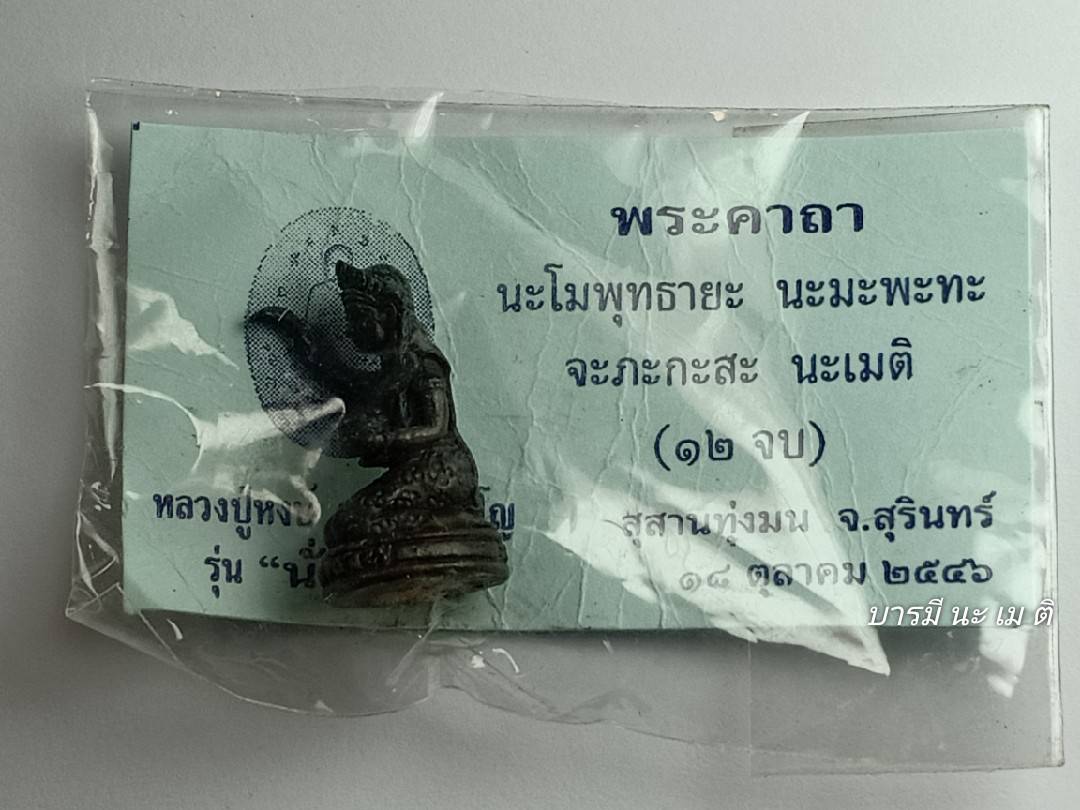 พระคาถา
นะโมพุทธายะ นะมะพะทะ
จะภะกะสะ นะเมติ
(๑๒ จบ)
หลวงปู่หงษ์
สุสานทุ่งมน จ.สุรินทร์
รุ่น
๑๘ ตุลาคม ๒๕๔๖
บารมี นะ เม ติ